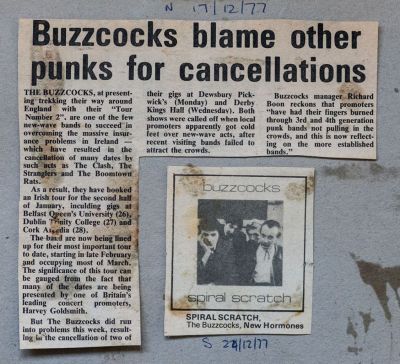 N 17/12/77
Buzzcocks blame other
punks for cancellations
THE BUZZCOCKS, at present-
ing trekking their way around
England with their "Tour
Number 2". are one of the few
new-wave bands to succeed in
overcoming the massive insur-
ance problems in Ireland —
which have resulted in the
cancellation of many dates by
such acts as The Clash, The
Stranglers and The Boomtown
Rats.
As a result, they have booked
an Irish tour for the second half
of January, inculding gigs at
Belfast Queen's University (26),
Dublin Trinity College (27) and
Cork Arcadia (28).
The band are now being lined
up for their most important tour
to date, starting in late February
and occupying most of March.
The significance of this tour can
be gauged from the fact that
many of the dates are being
presented by one of Britain's
leading concert promoters,
Harvey Goldsmith.
But The Buzzcocks did run
into problems this week, result-
ing in the cancellation of two of
their gigs at Dewsbury Pick-
wick's (Monday) and Derby
Kings Hall (Wednesday). Both
shows were called off when local
promoters apparently got cold
feet over new-wave acts, after
recent visiting bands failed to
attract the crowds.
Buzzcocks manager Richard
Boon reckons that promoters
"have had their fingers burned
through 3rd and 4th generation
punk bands not pulling in the
crowds, and this is now reflect-
ing on the more established
bands."
buzzcocks
spiral scratch
SPIRAL SCRATCH,
The Buzzcocks, New Hormones
S 24/12/77